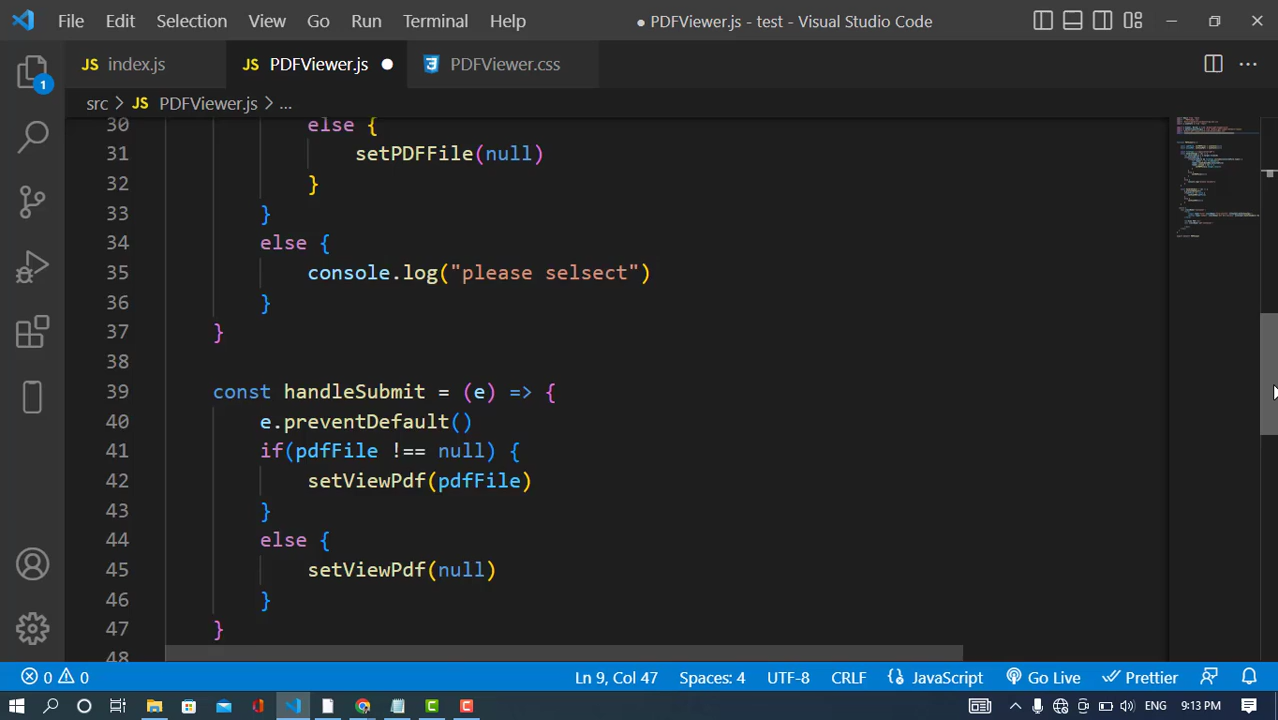 File Edit Selection View Go Run Terminal Help ● PDFViewer.js - test - Visual Studio Code
JS index.js JS PDFViewer.js PDFViewer.css
src > JS PDFViewer.js > ...
1
30 else {
31 setPDFFile(null)
32 }
33 }
34 else {
35 console.log("please selsect")
36 }
37 }
38
39 const handleSubmit = (e) => {
40 e.preventDefault()
41 if(pdfFile !== null) {
42 setViewPdf(pdfFile)
43 }
44 else {
45 setViewPdf(null)
46 }
47 }
48
0 0 Ln 9, Col 47 Spaces: 4 UTF-8 CRLF JavaScript Go Live Prettier
ENG 9:13 PM